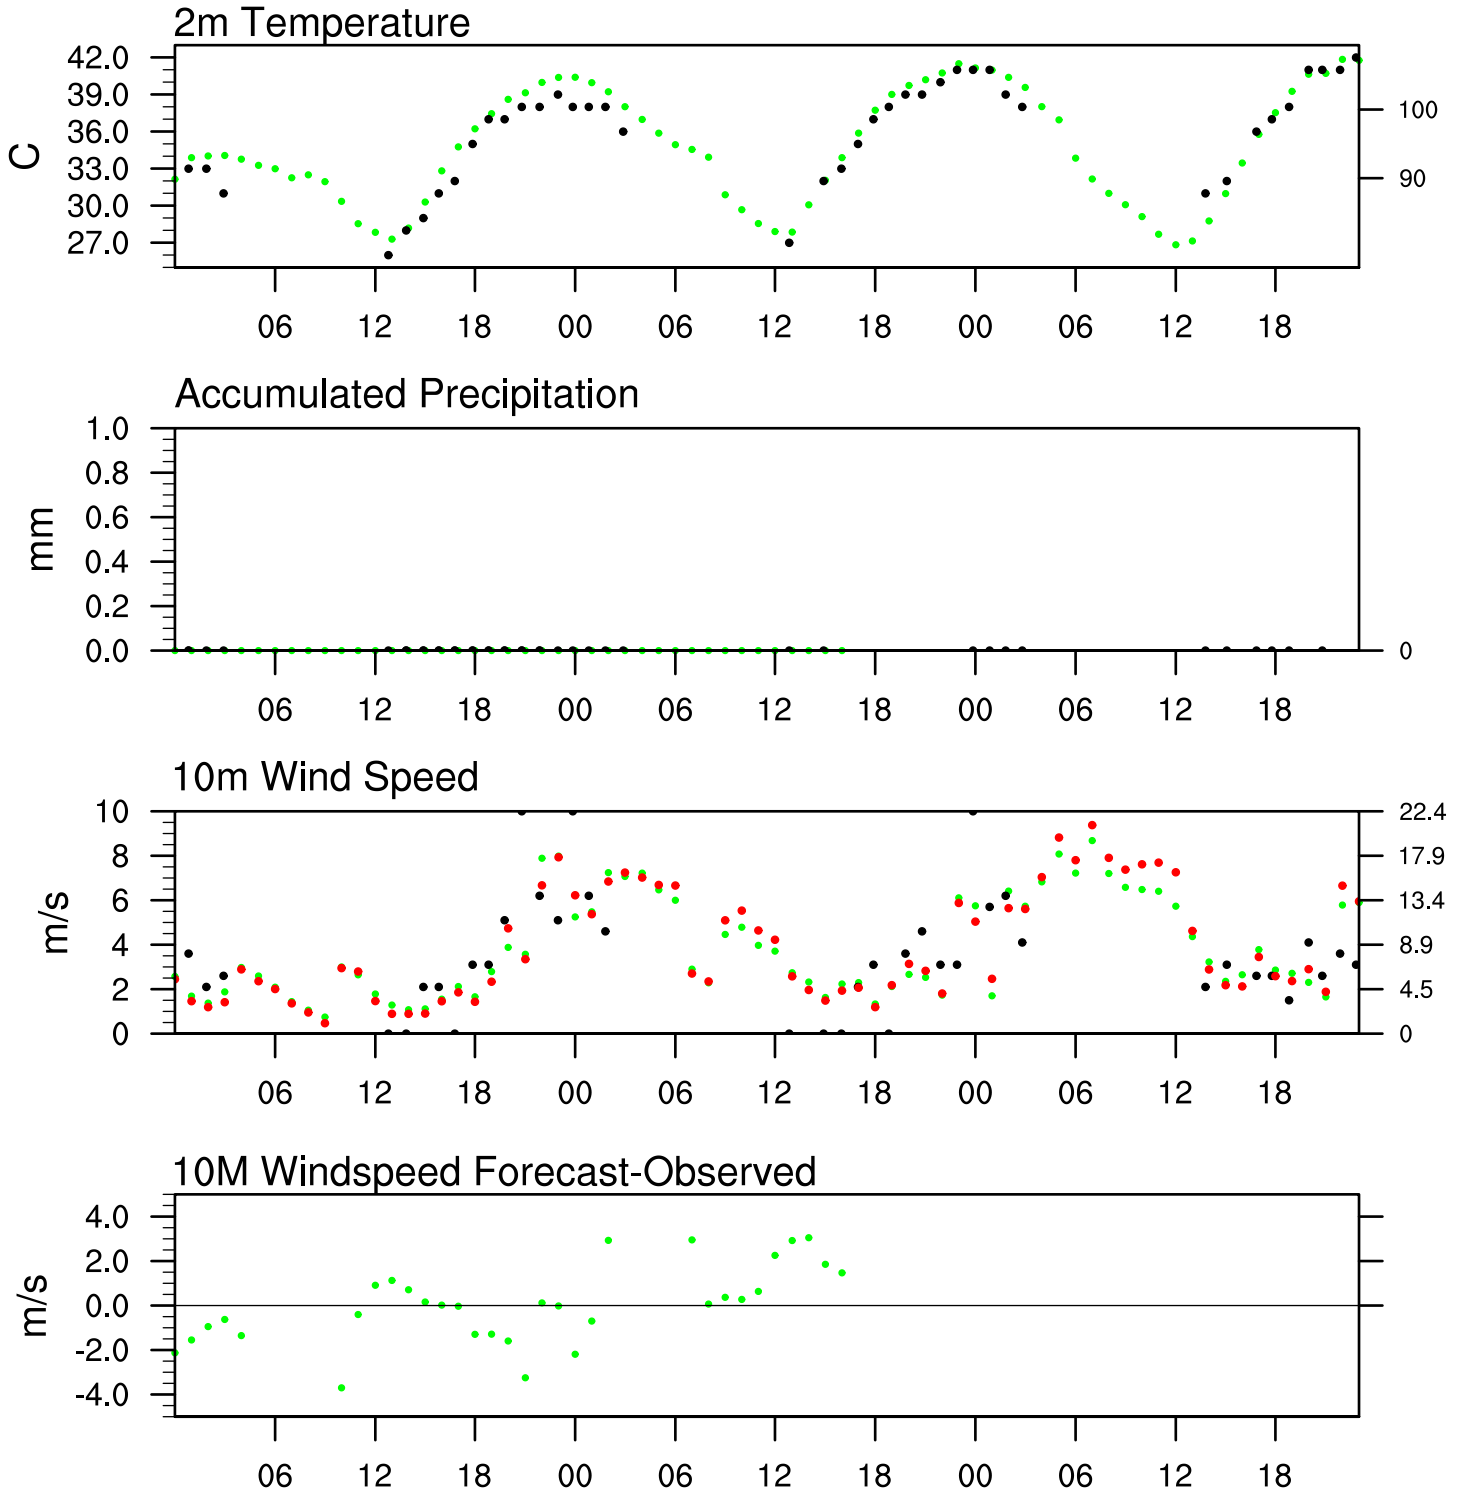 2m Temperature
42.0
39.0
36.0
33.0
30.0
27.0
C
100
90
06 12 18 00 06 12 18 00 06 12 18
Accumulated Precipitation
1.0
0.8
0.6
0.4
0.2
0.0
mm
0
06 12 18 00 06 12 18 00 06 12 18
10m Wind Speed
10
8
6
4
2
0
m/s
22.4
17.9
13.4
8.9
4.5
0
06 12 18 00 06 12 18 00 06 12 18
10M Windspeed Forecast-Observed
4.0
2.0
0.0
-2.0
-4.0
m/s
06 12 18 00 06 12 18 00 06 12 18